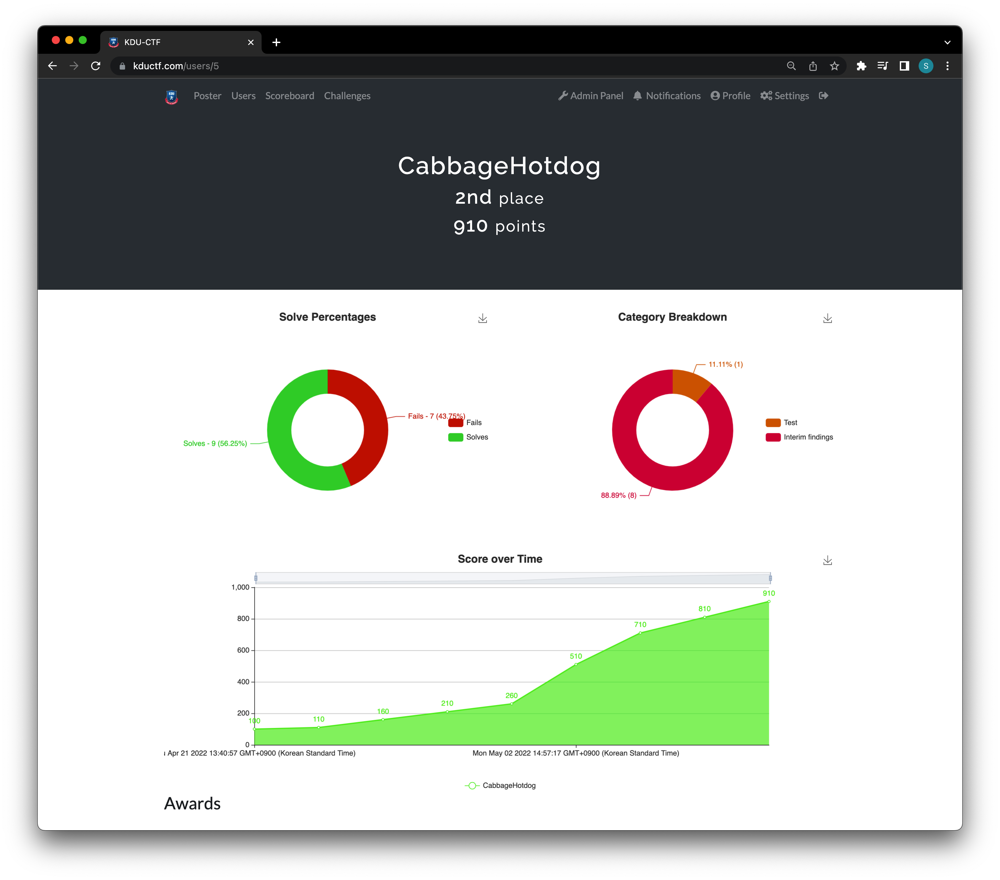 KDU-CTF
kductf.com/users/5
S
KDU
Poster Users Scoreboard Challenges Admin Panel Notifications Profile Settings
CabbageHotdog
2nd place
910 points
Solve Percentages
Fails - 7 (43.75%)
Solves - 9 (56.25%)
Fails
Solves
Category Breakdown
11.11% (1)
88.89% (8)
Test
Interim findings
Score over Time
1,000
800
600
400
200
0
100
110
160
210
260
510
710
810
910
Apr 21 2022 13:40:57 GMT+0900 (Korean Standard Time)
Mon May 02 2022 14:57:17 GMT+0900 (Korean Standard Time)
CabbageHotdog
Awards